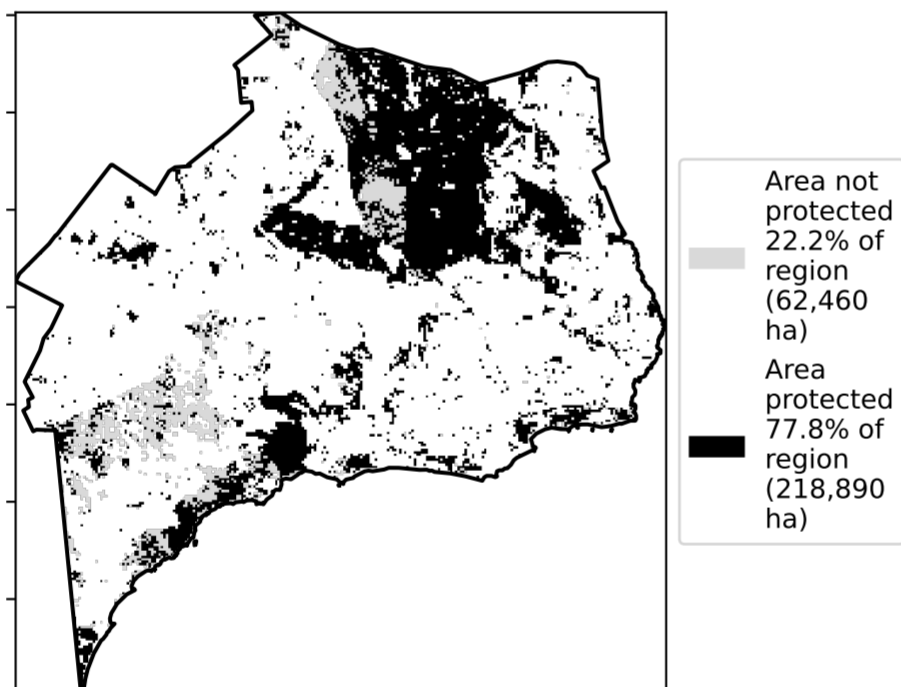 Area not
protected
22.2% of
region
(62,460
ha)
Area
protected
77.8% of
region
(218,890
ha)